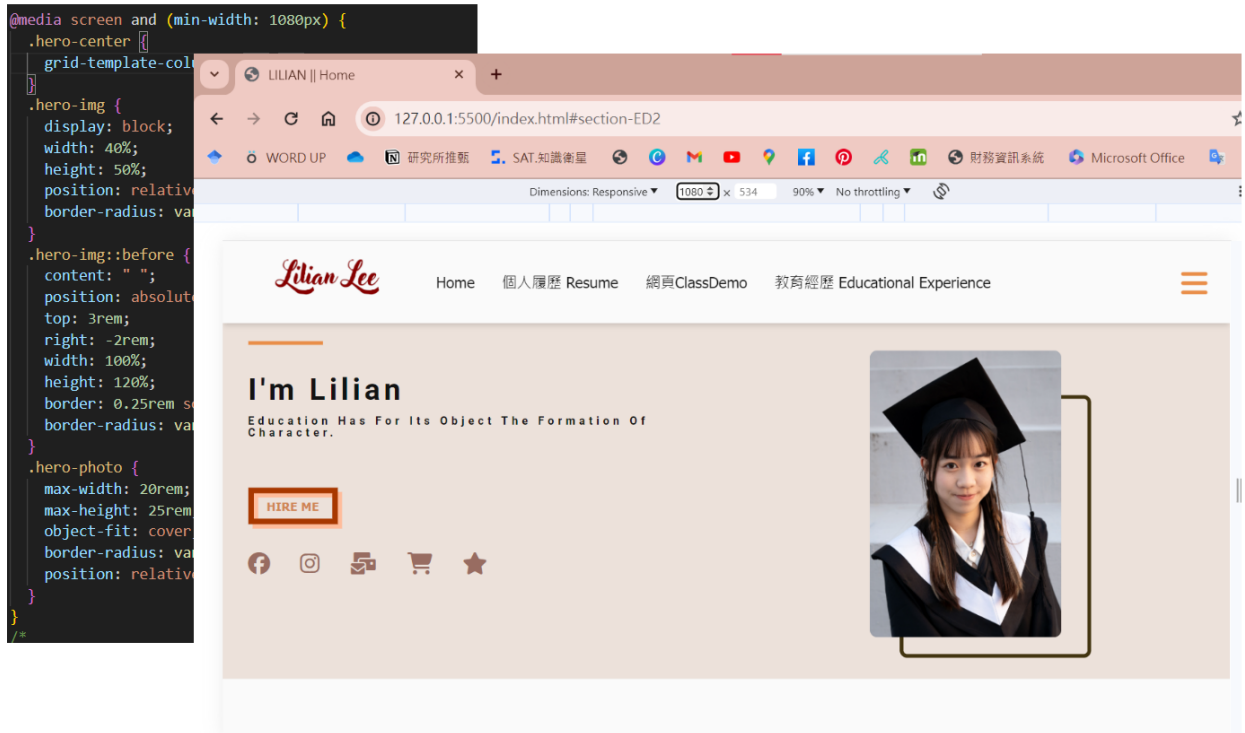 @media screen and (min-width: 1080px) {
.hero-center {
grid-template-colu
}
.hero-img {
display: block;
width: 40%;
height: 50%;
position: relativ
border-radius: va
}
.hero-img::before {
content: " ";
position: absolut
top: 3rem;
right: -2rem;
width: 100%;
height: 120%;
border: 0.25rem so
border-radius: va
}
.hero-photo {
max-width: 20rem;
max-height: 25rem
object-fit: cover
border-radius: va
position: relativ
}
}
/*
LILIAN || Home
127.0.0.1:5500/index.html#section-ED2
WORD UP 研究所推甄 SAT.知識衛星 財務資訊系統 Microsoft Office
Dimensions: Responsive 1080 × 534 90% No throttling
Lilian Lee Home 個人履歷 Resume 網頁ClassDemo 教育經歷 Educational Experience
I'm Lilian
Education Has For Its Object The Formation Of
Character.
HIRE ME